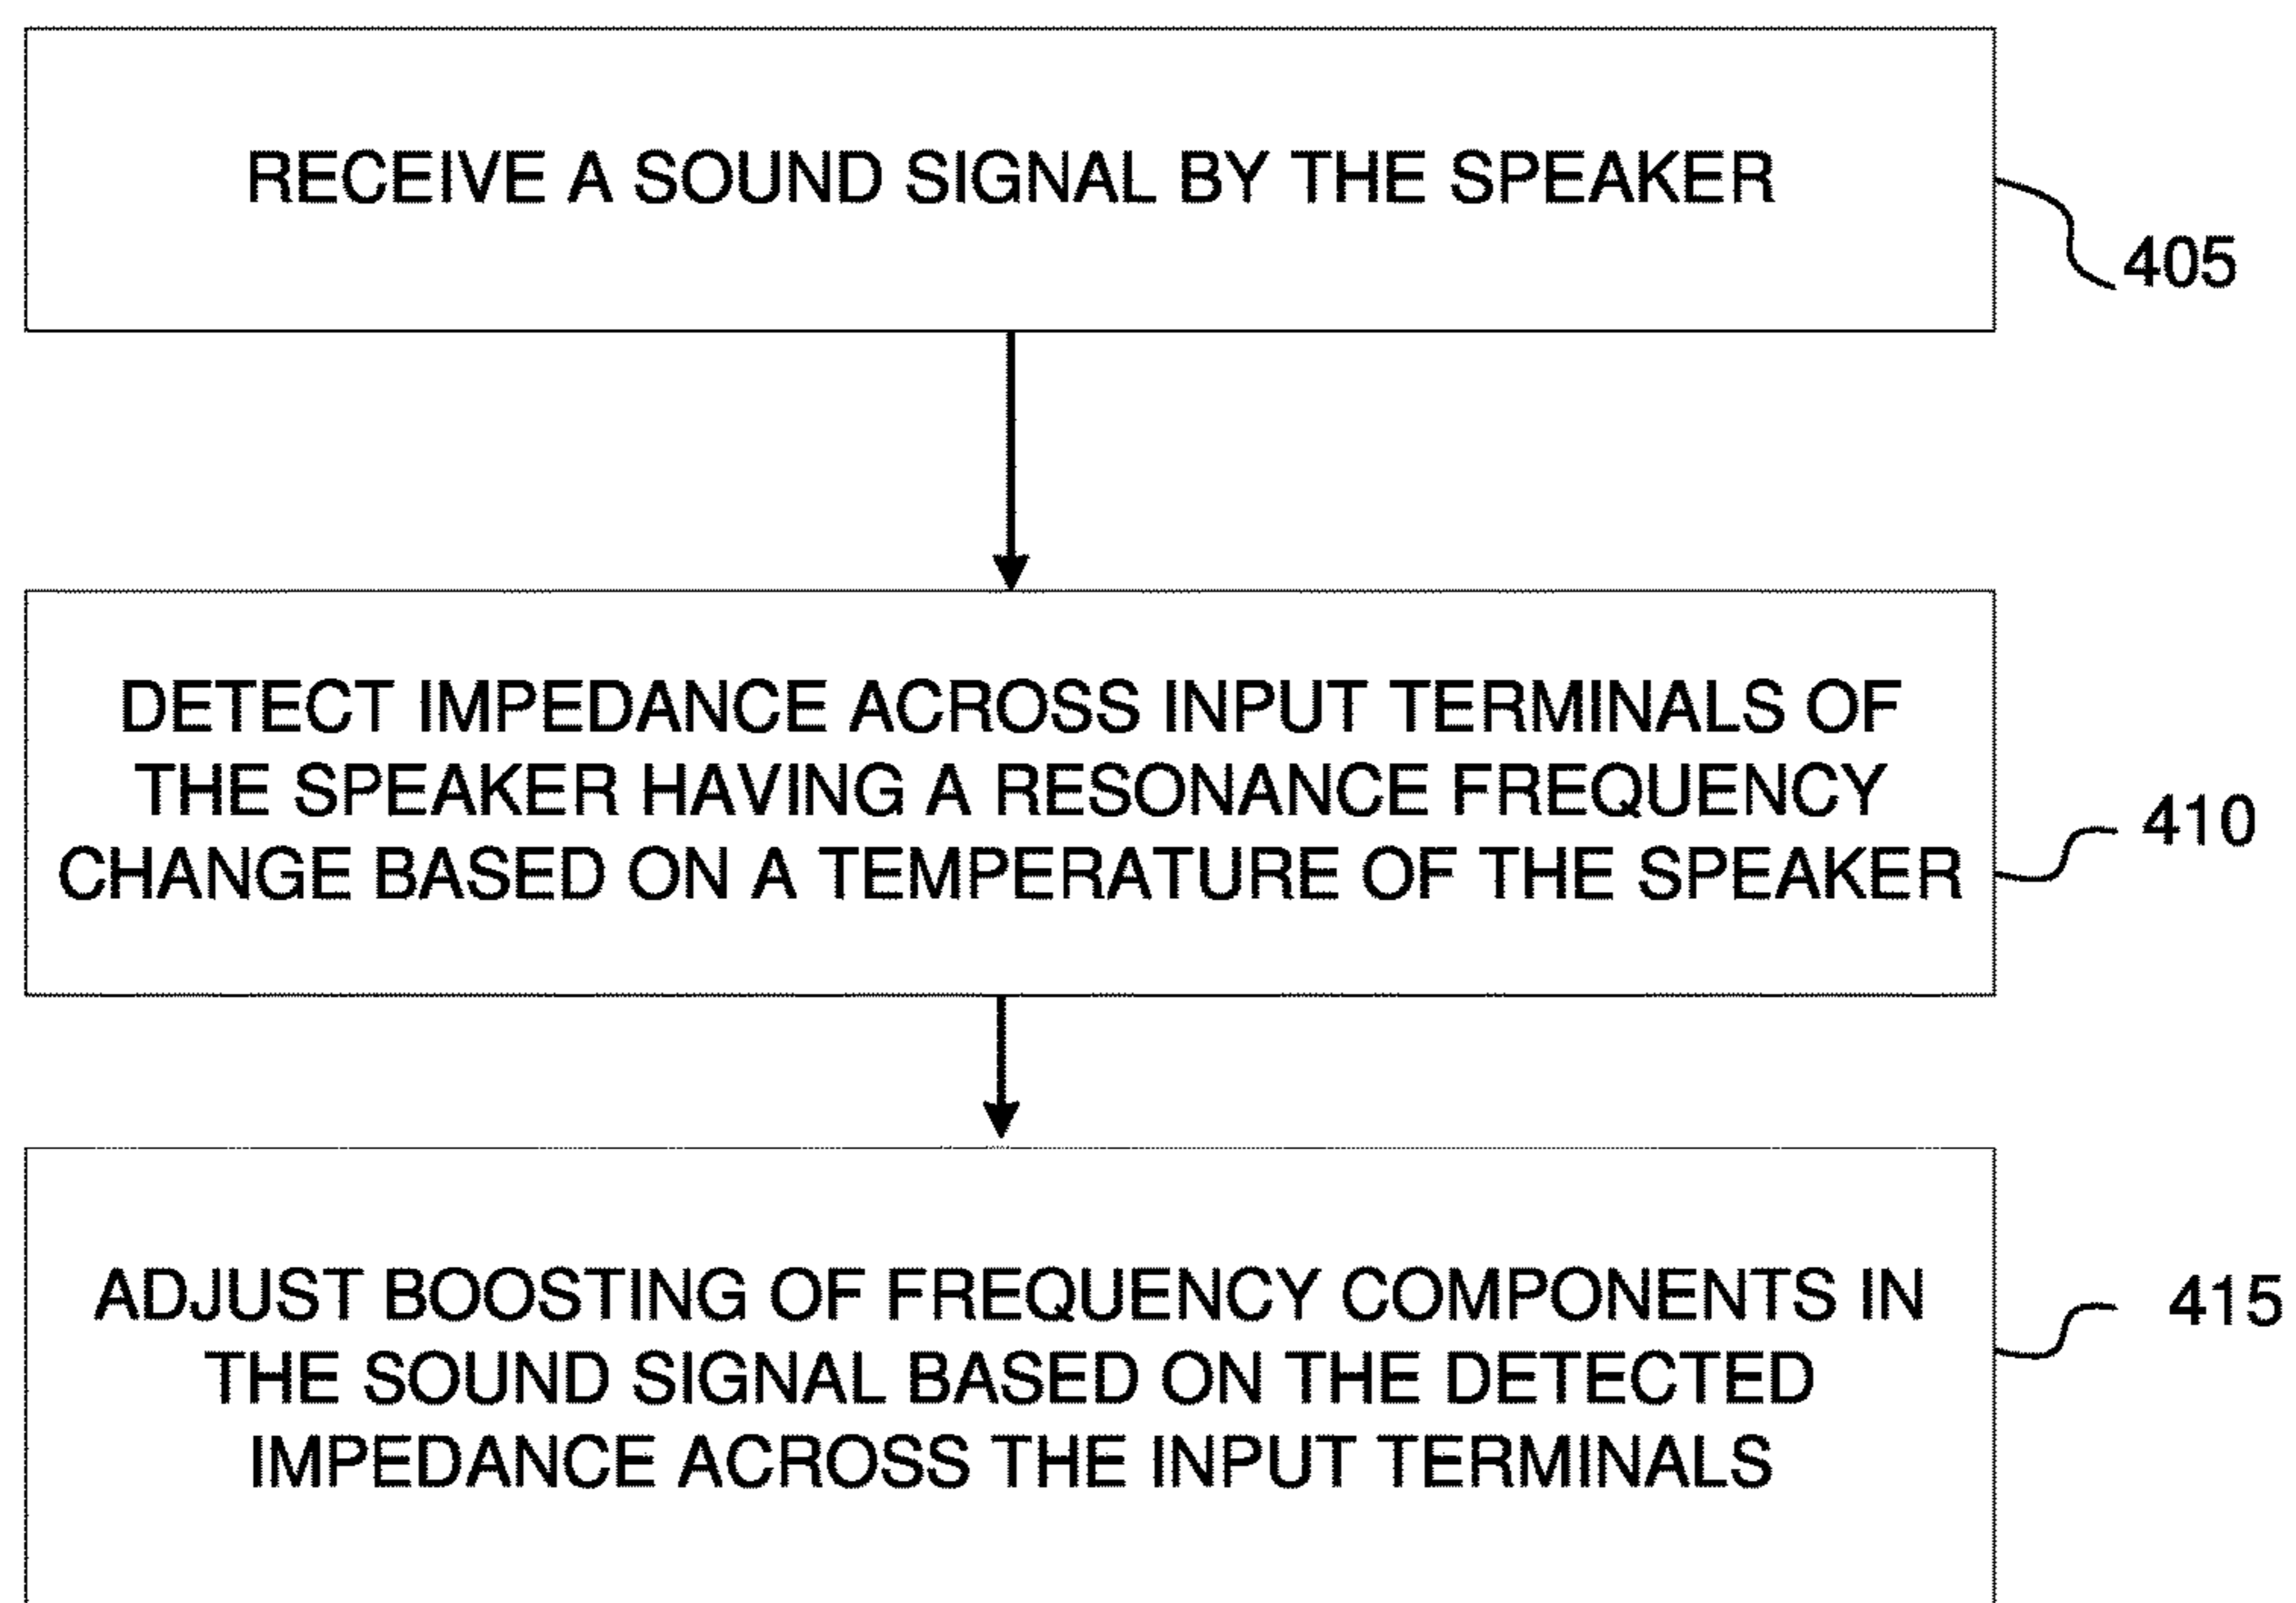 RECEIVE A SOUND SIGNAL BY THE SPEAKER
405
DETECT IMPEDANCE ACROSS INPUT TERMINALS OF
THE SPEAKER HAVING A RESONANCE FREQUENCY
CHANGE BASED ON A TEMPERATURE OF THE SPEAKER
410
ADJUST BOOSTING OF FREQUENCY COMPONENTS IN
THE SOUND SIGNAL BASED ON THE DETECTED
IMPEDANCE ACROSS THE INPUT TERMINALS
415